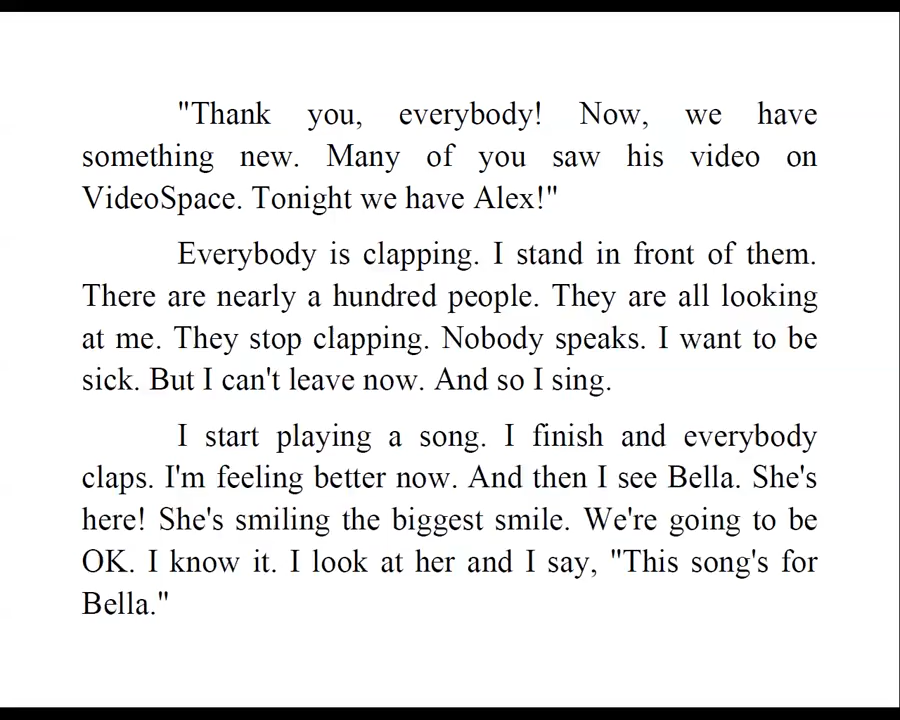 "Thank you, everybody! Now, we have
something new. Many of you saw his video on
VideoSpace. Tonight we have Alex!"
Everybody is clapping. I stand in front of them.
There are nearly a hundred people. They are all looking
at me. They stop clapping. Nobody speaks. I want to be
sick. But I can't leave now. And so I sing.
I start playing a song. I finish and everybody
claps. I'm feeling better now. And then I see Bella. She's
here! She's smiling the biggest smile. We're going to be
OK. I know it. I look at her and I say, "This song's for
Bella."